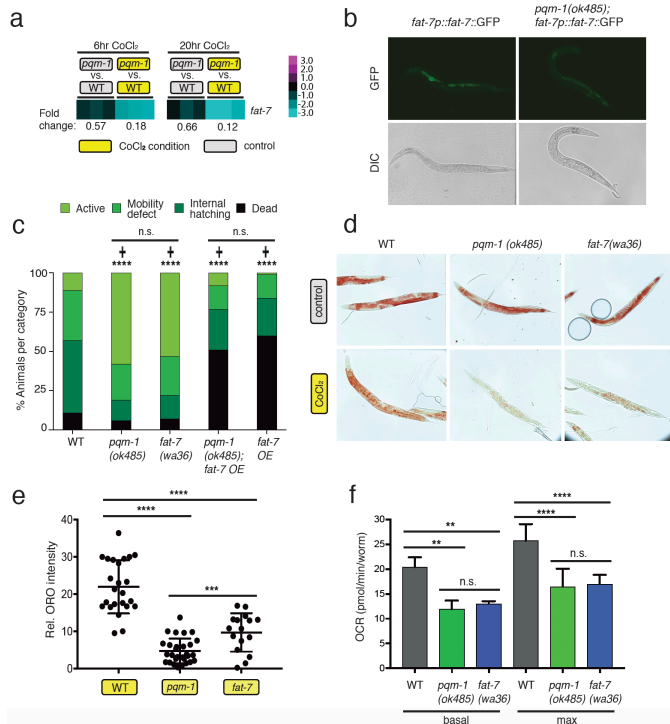 a
6hr CoCl₂
20hr CoCl₂
pqm-1
pqm-1
pqm-1
pqm-1
vs.
vs.
vs.
vs.
WT
WT
WT
WT
3.0
2.0
1.0
0.0
-1.0
-2.0
-3.0
fat-7
Fold
change:
0.57
0.18
0.66
0.12
CoCl₂ condition
control
b
fat-7p::fat-7::GFP
pqm-1(ok485);
fat-7p::fat-7::GFP
GFP
DIC
c
Active
Mobility
defect
Internal
hatching
Dead
n.s.
n.s.
‡
‡
‡
‡
****
****
****
****
% Animals per category
100
75
50
25
0
WT
pqm-1
(ok485)
fat-7
(wa36)
pqm-1
(ok485);
fat-7 OE
fat-7
OE
d
WT
pqm-1 (ok485)
fat-7(wa36)
control
CoCl₂
e
****
****
***
Rel. ORO intensity
40
30
20
10
0
WT
pqm-1
fat-7
f
**
**
n.s.
****
****
n.s.
OCR (pmol/min/worm)
30
25
20
15
10
5
0
WT
pqm-1
(ok485)
fat-7
(wa36)
WT
pqm-1
(ok485)
fat-7
(wa36)
basal
max